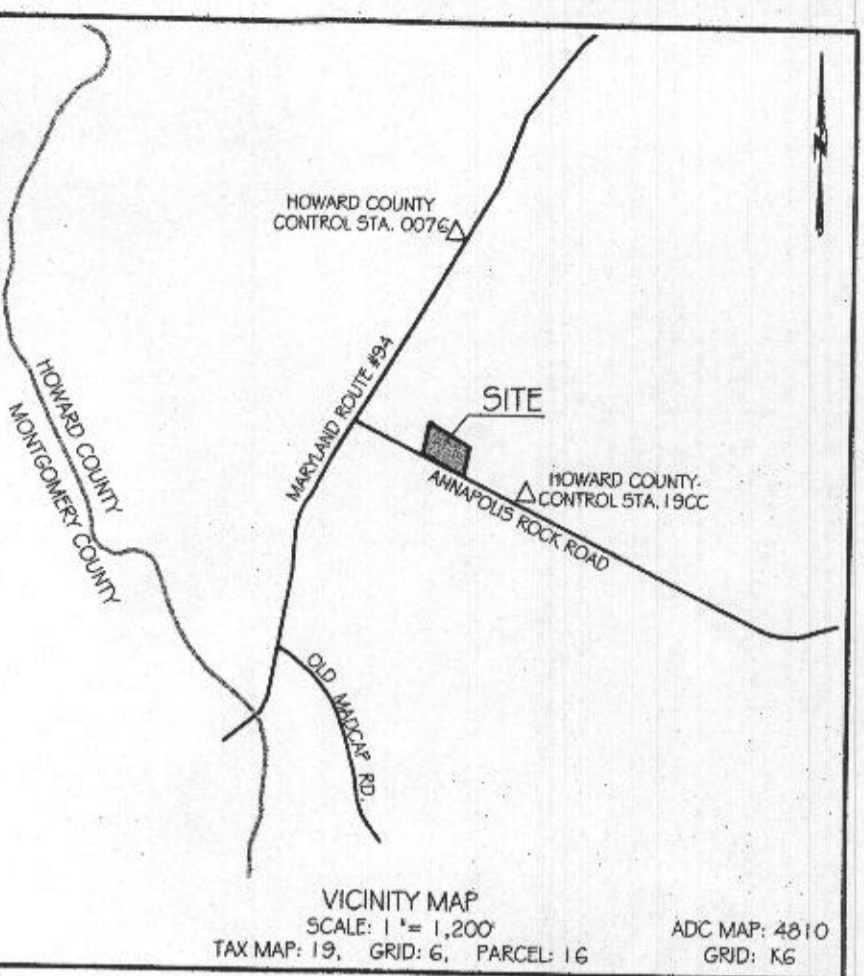 HOWARD COUNTY
CONTROL STA. 0076
MARYLAND ROUTE #94
SITE
HOWARD COUNTY
MONTGOMERY COUNTY
HOWARD COUNTY
CONTROL STA. 19CC
ANNAPOLIS ROCK ROAD
OLD MADCAP RD.
VICINITY MAP
SCALE: 1"= 1,200'
TAX MAP: 19, GRID: 6, PARCEL: 16
ADC MAP: 4810
GRID: K6